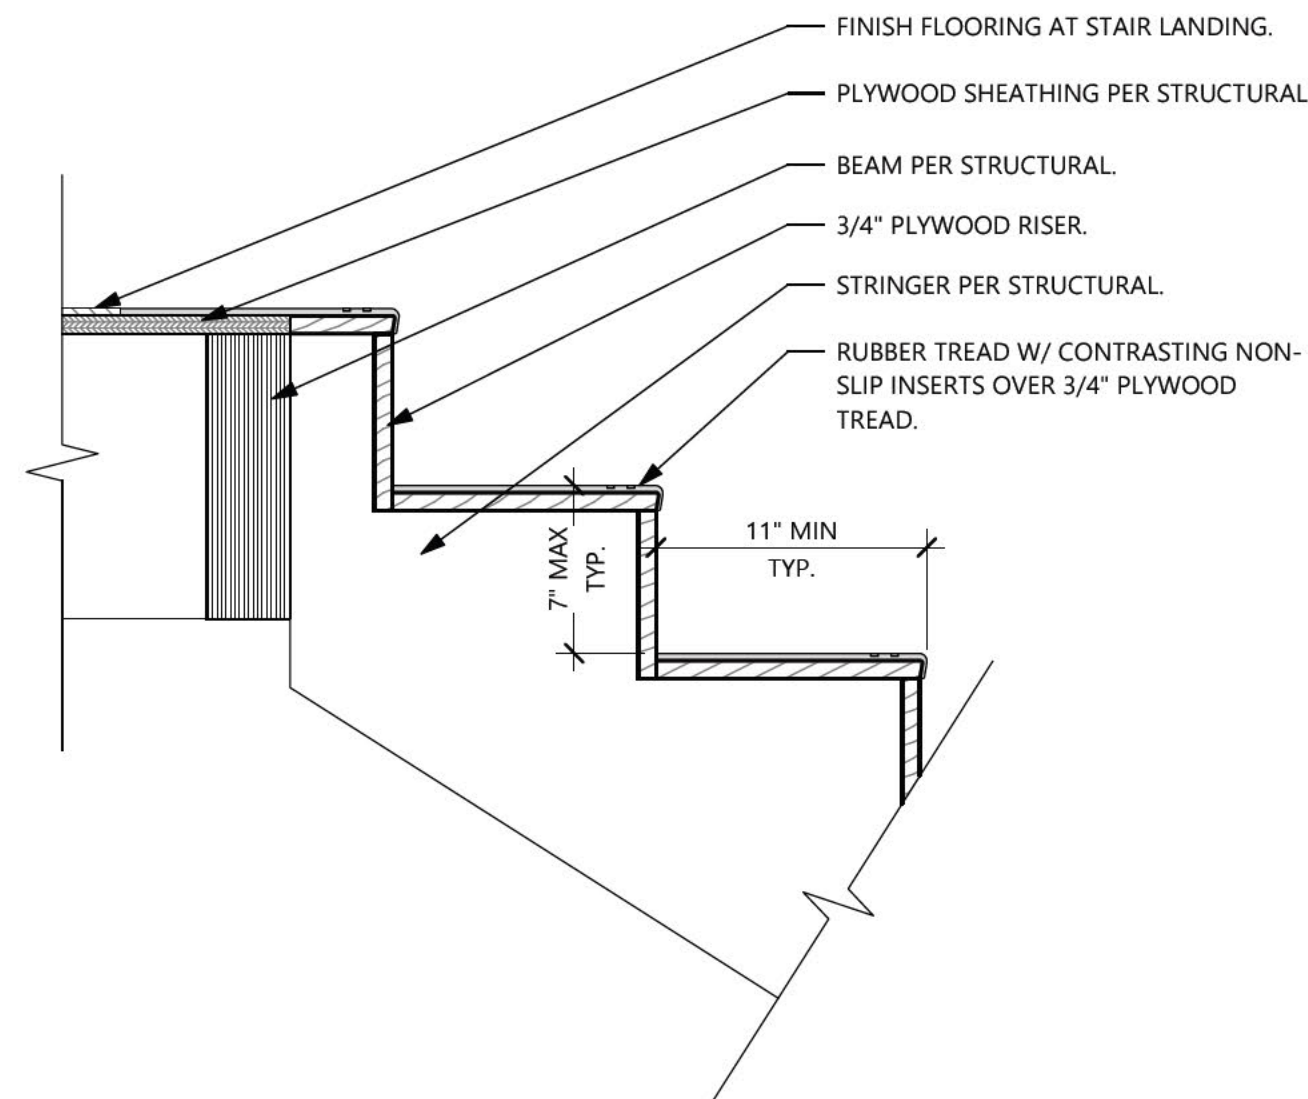 FINISH FLOORING AT STAIR LANDING.
PLYWOOD SHEATHING PER STRUCTURAL
BEAM PER STRUCTURAL.
3/4" PLYWOOD RISER.
STRINGER PER STRUCTURAL.
RUBBER TREAD W/ CONTRASTING NON-
SLIP INSERTS OVER 3/4" PLYWOOD
TREAD.
7" MAX
TYP.
11" MIN
TYP.